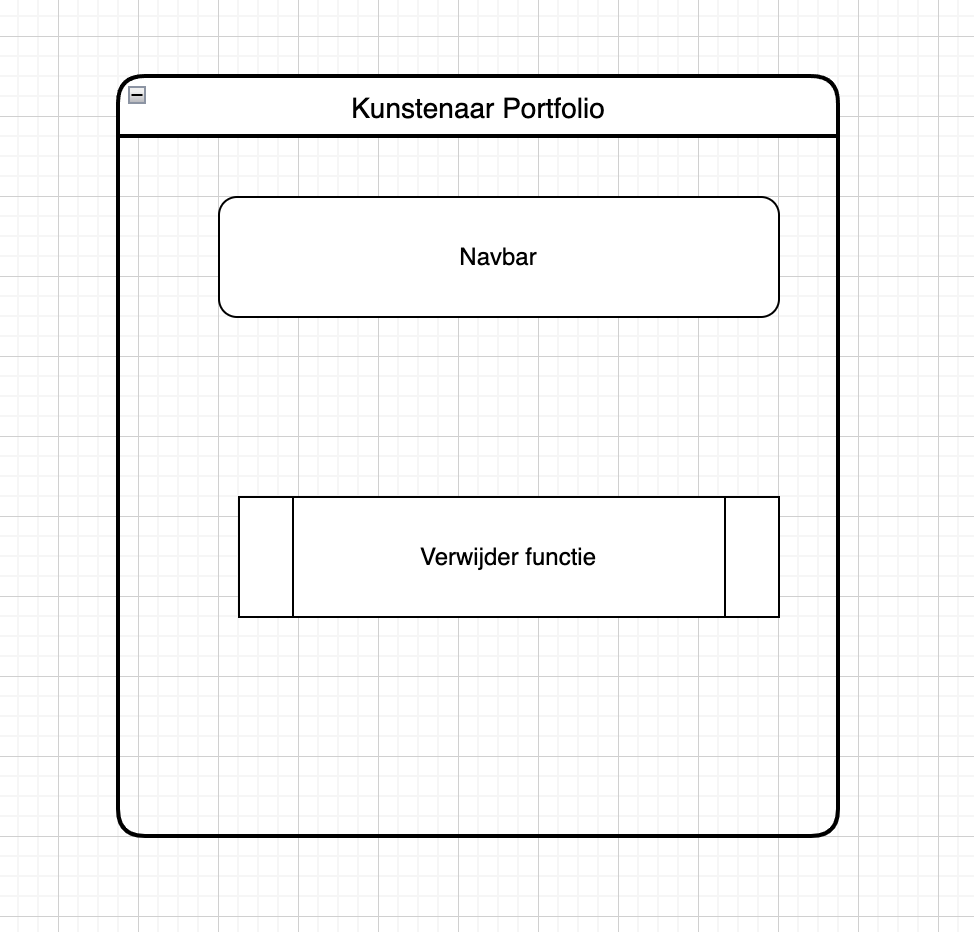 Kunstenaar Portfolio
Navbar
Verwijder functie